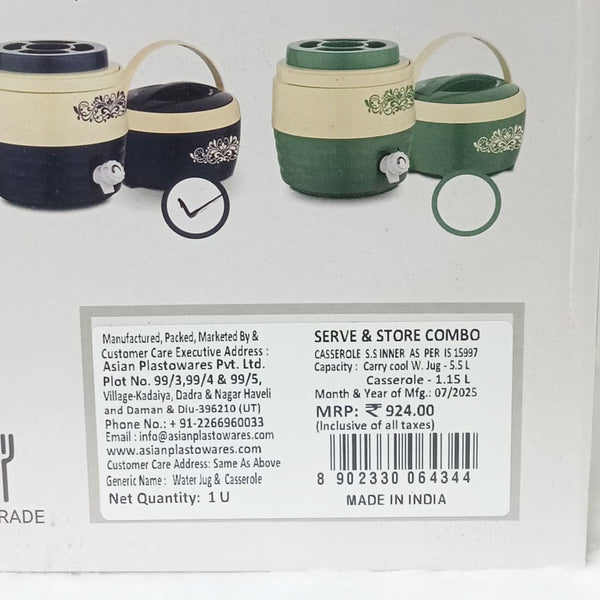 Manufactured, Packed, Marketed By &
Customer Care Executive Address :
Asian Plastowares Pvt. Ltd.
Plot No. 99/3,99/4 & 99/5,
Village-Kadaiya, Dadra & Nagar Haveli
and Daman & Diu-396210 (UT)
Phone No.: + 91-2266960033
Email : info@asianplastowares.com
www.asianplastowares.com
Customer Care Address: Same As Above
Generic Name : Water Jug & Casserole
Net Quantity: 1 U
SERVE & STORE COMBO
CASSEROLE S.S INNER AS PER IS 15997
Capacity : Carry cool W. Jug - 5.5 L
Casserole - 1.15 L
Month & Year of Mfg.: 07/2025
MRP: ₹ 924.00
(Inclusive of all taxes)
8 902330 064344
MADE IN INDIA
RADE